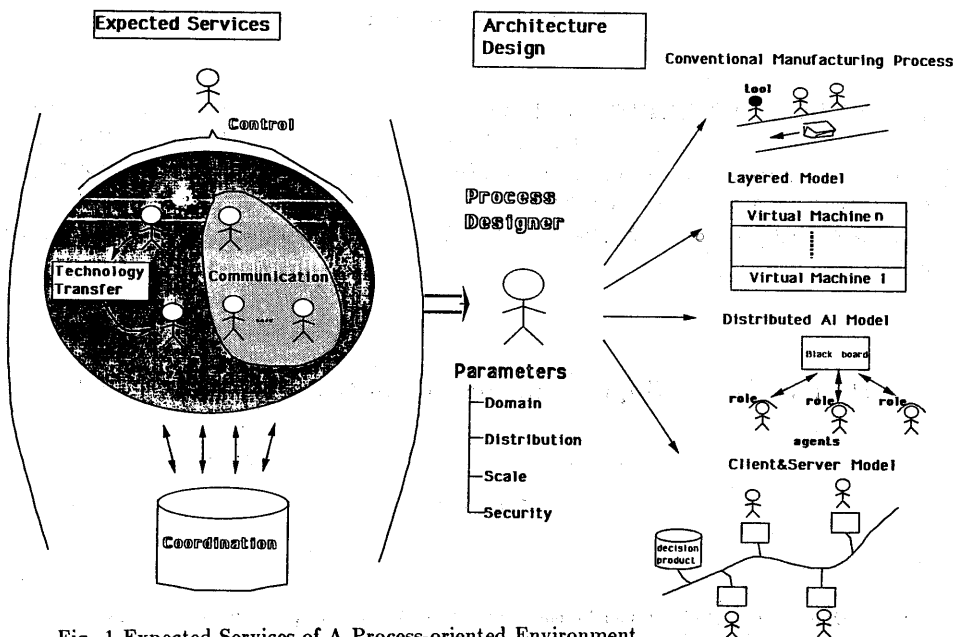 Expected Services
Control
Technology
Transfer
Communication
....
Coordination
Architecture
Design
Process
Designer
Parameters
Domain
Distribution
Scale
Security
Conventional Manufacturing Process
tool
Layered Model
Virtual Machine n
Virtual Machine 1
Distributed AI Model
Black board
role
role
role
agents
Client&Server Model
decision
product
Fig. 1 Expected Services of A Process-oriented Environment